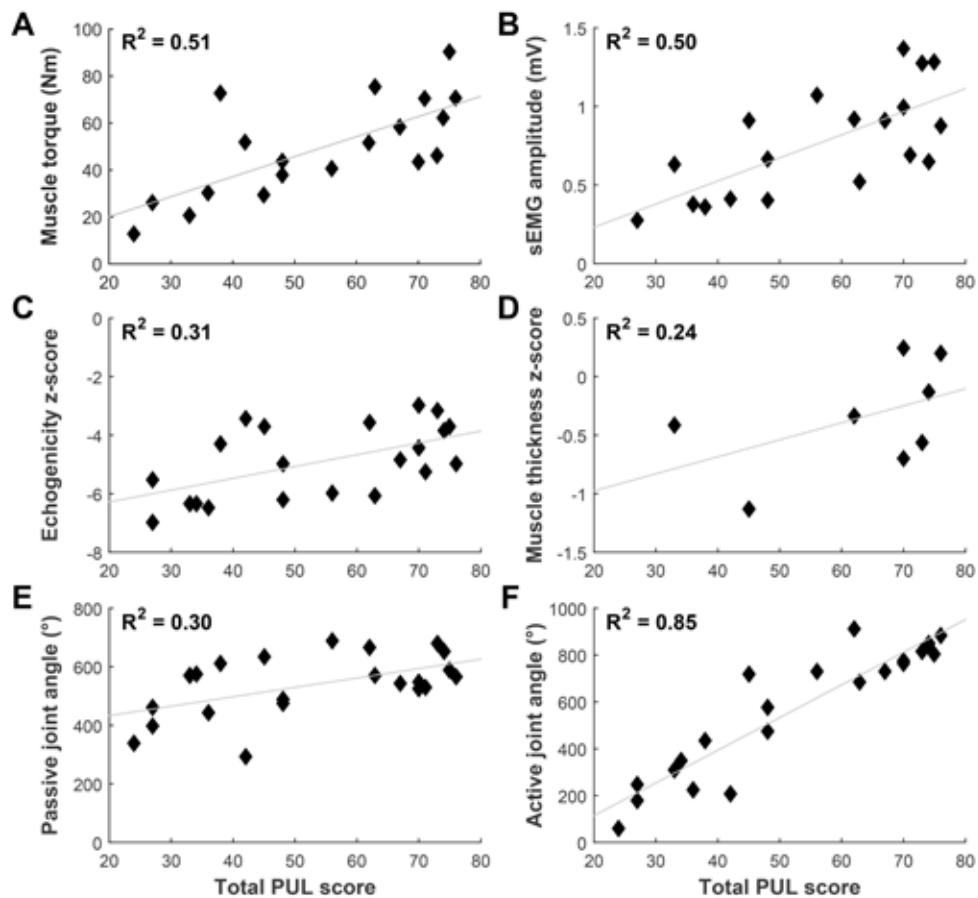 A
R² = 0.51
Muscle torque (Nm)
100
80
60
40
20
0
20 30 40 50 60 70 80
B
R² = 0.50
sEMG amplitude (mV)
1.5
1
0.5
0
20 30 40 50 60 70 80
C
R² = 0.31
Echogenicity z-score
0
-2
-4
-6
-8
20 30 40 50 60 70 80
D
R² = 0.24
Muscle thickness z-score
0.5
0
-0.5
-1
-1.5
20 30 40 50 60 70 80
E
R² = 0.30
Passive joint angle (°)
800
600
400
200
0
20 30 40 50 60 70 80
Total PUL score
F
R² = 0.85
Active joint angle (°)
1000
800
600
400
200
0
20 30 40 50 60 70 80
Total PUL score